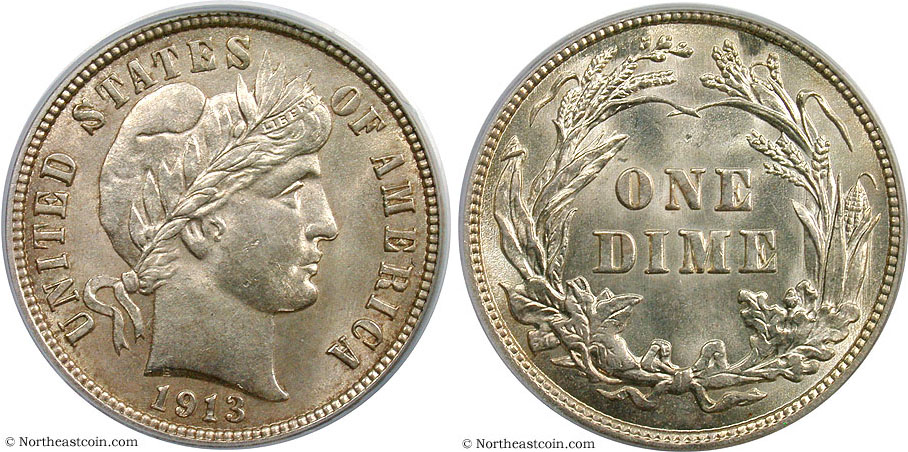 UNITED STATES OF AMERICA
LIBERTY
1913
ONE
DIME
© Northeastcoin.com
© Northeastcoin.com